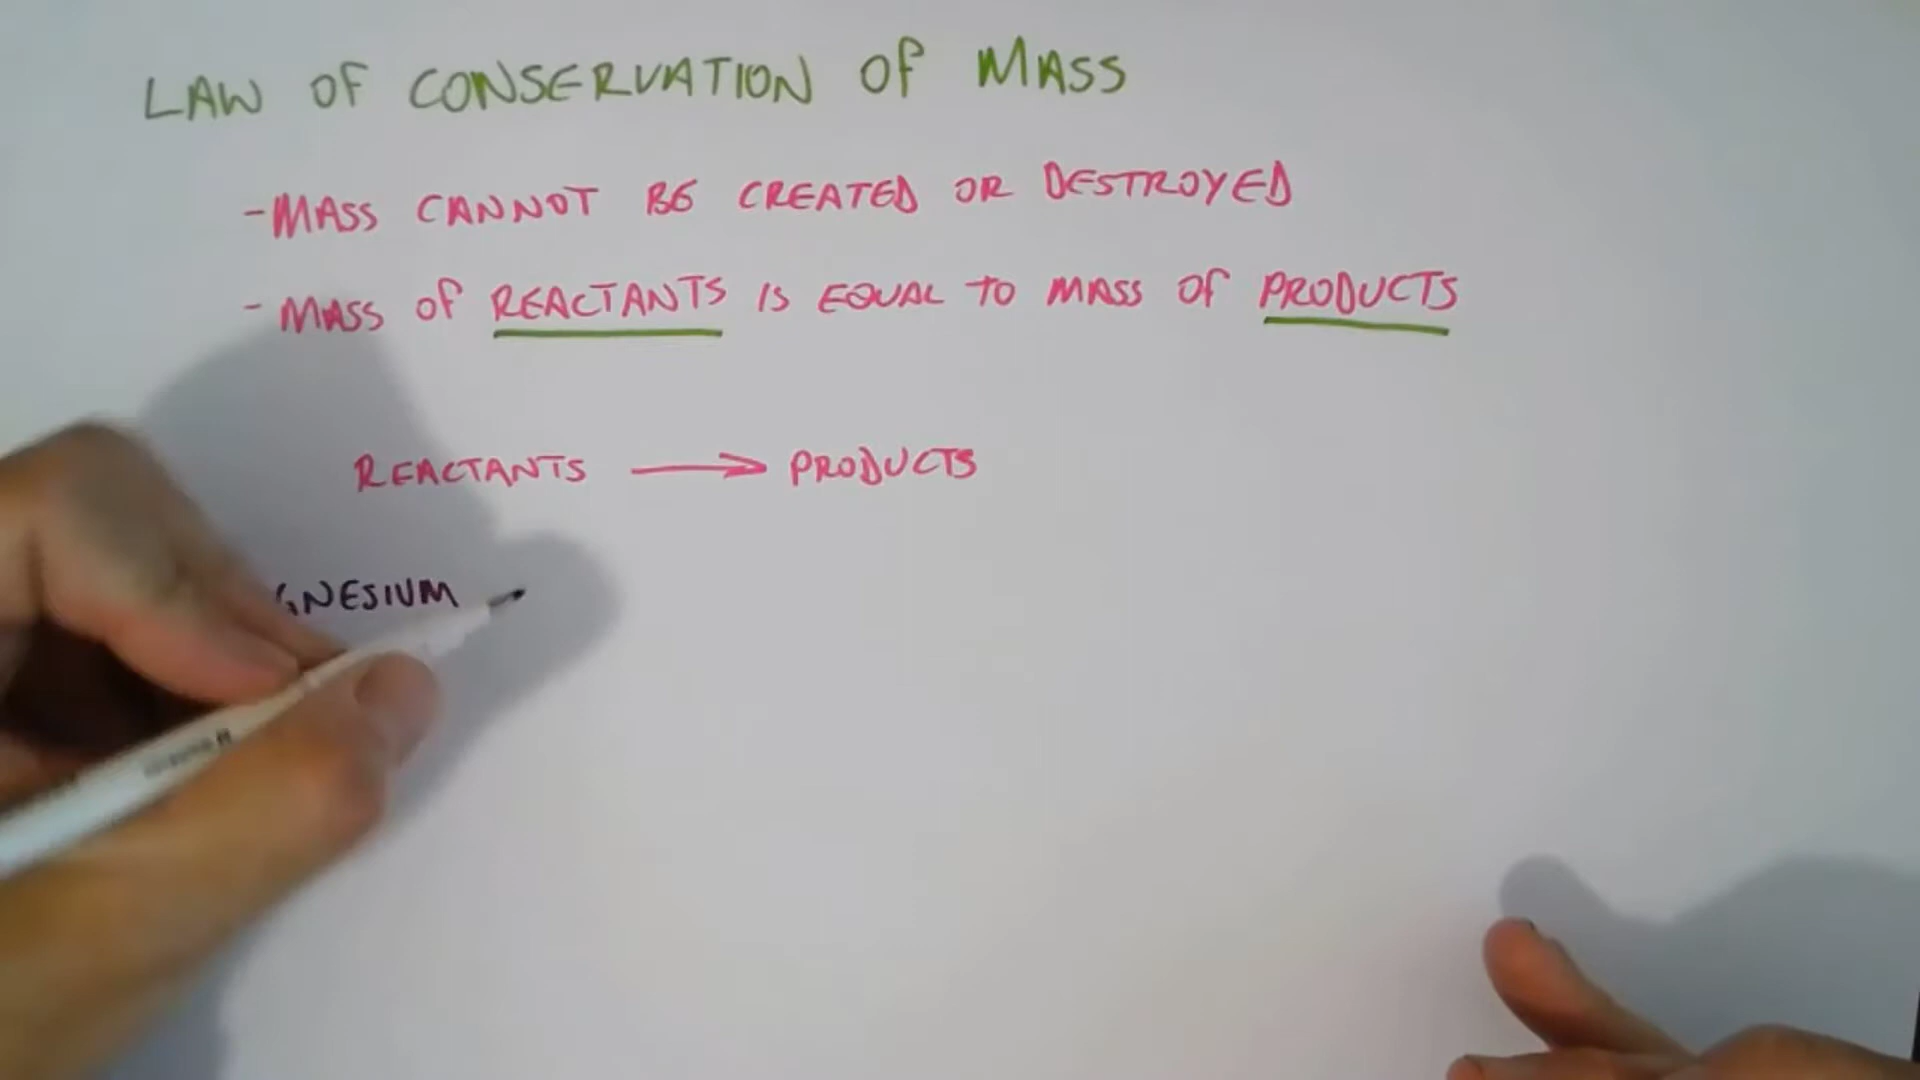 LAW OF CONSERVATION OF MASS
- MASS CANNOT BE CREATED OR DESTROYED
- MASS OF REACTANTS IS EQUAL TO MASS OF PRODUCTS
REACTANTS → PRODUCTS
GNESIUM